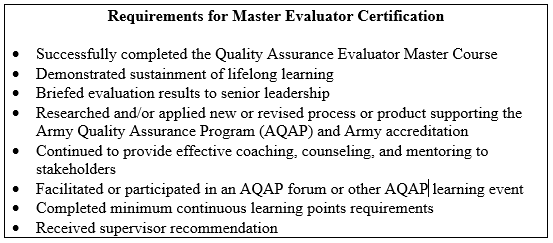 Requirements for Master Evaluator Certification
• Successfully completed the Quality Assurance Evaluator Master Course
• Demonstrated sustainment of lifelong learning
• Briefed evaluation results to senior leadership
• Researched and/or applied new or revised process or product supporting the
Army Quality Assurance Program (AQAP) and Army accreditation
• Continued to provide effective coaching, counseling, and mentoring to
stakeholders
• Facilitated or participated in an AQAP forum or other AQAP learning event
• Completed minimum continuous learning points requirements
• Received supervisor recommendation